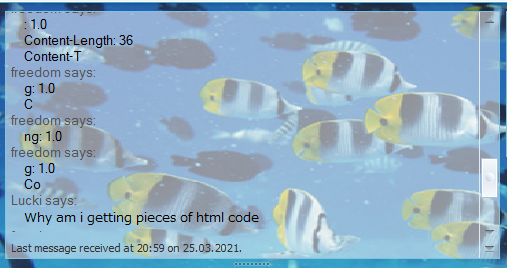 freedom says:
: 1.0
Content-Length: 36
Content-T
freedom says:
g: 1.0
C
freedom says:
ng: 1.0
freedom says:
g: 1.0
Co
Lucki says:
Why am i getting pieces of html code
Last message received at 20:59 on 25.03.2021.